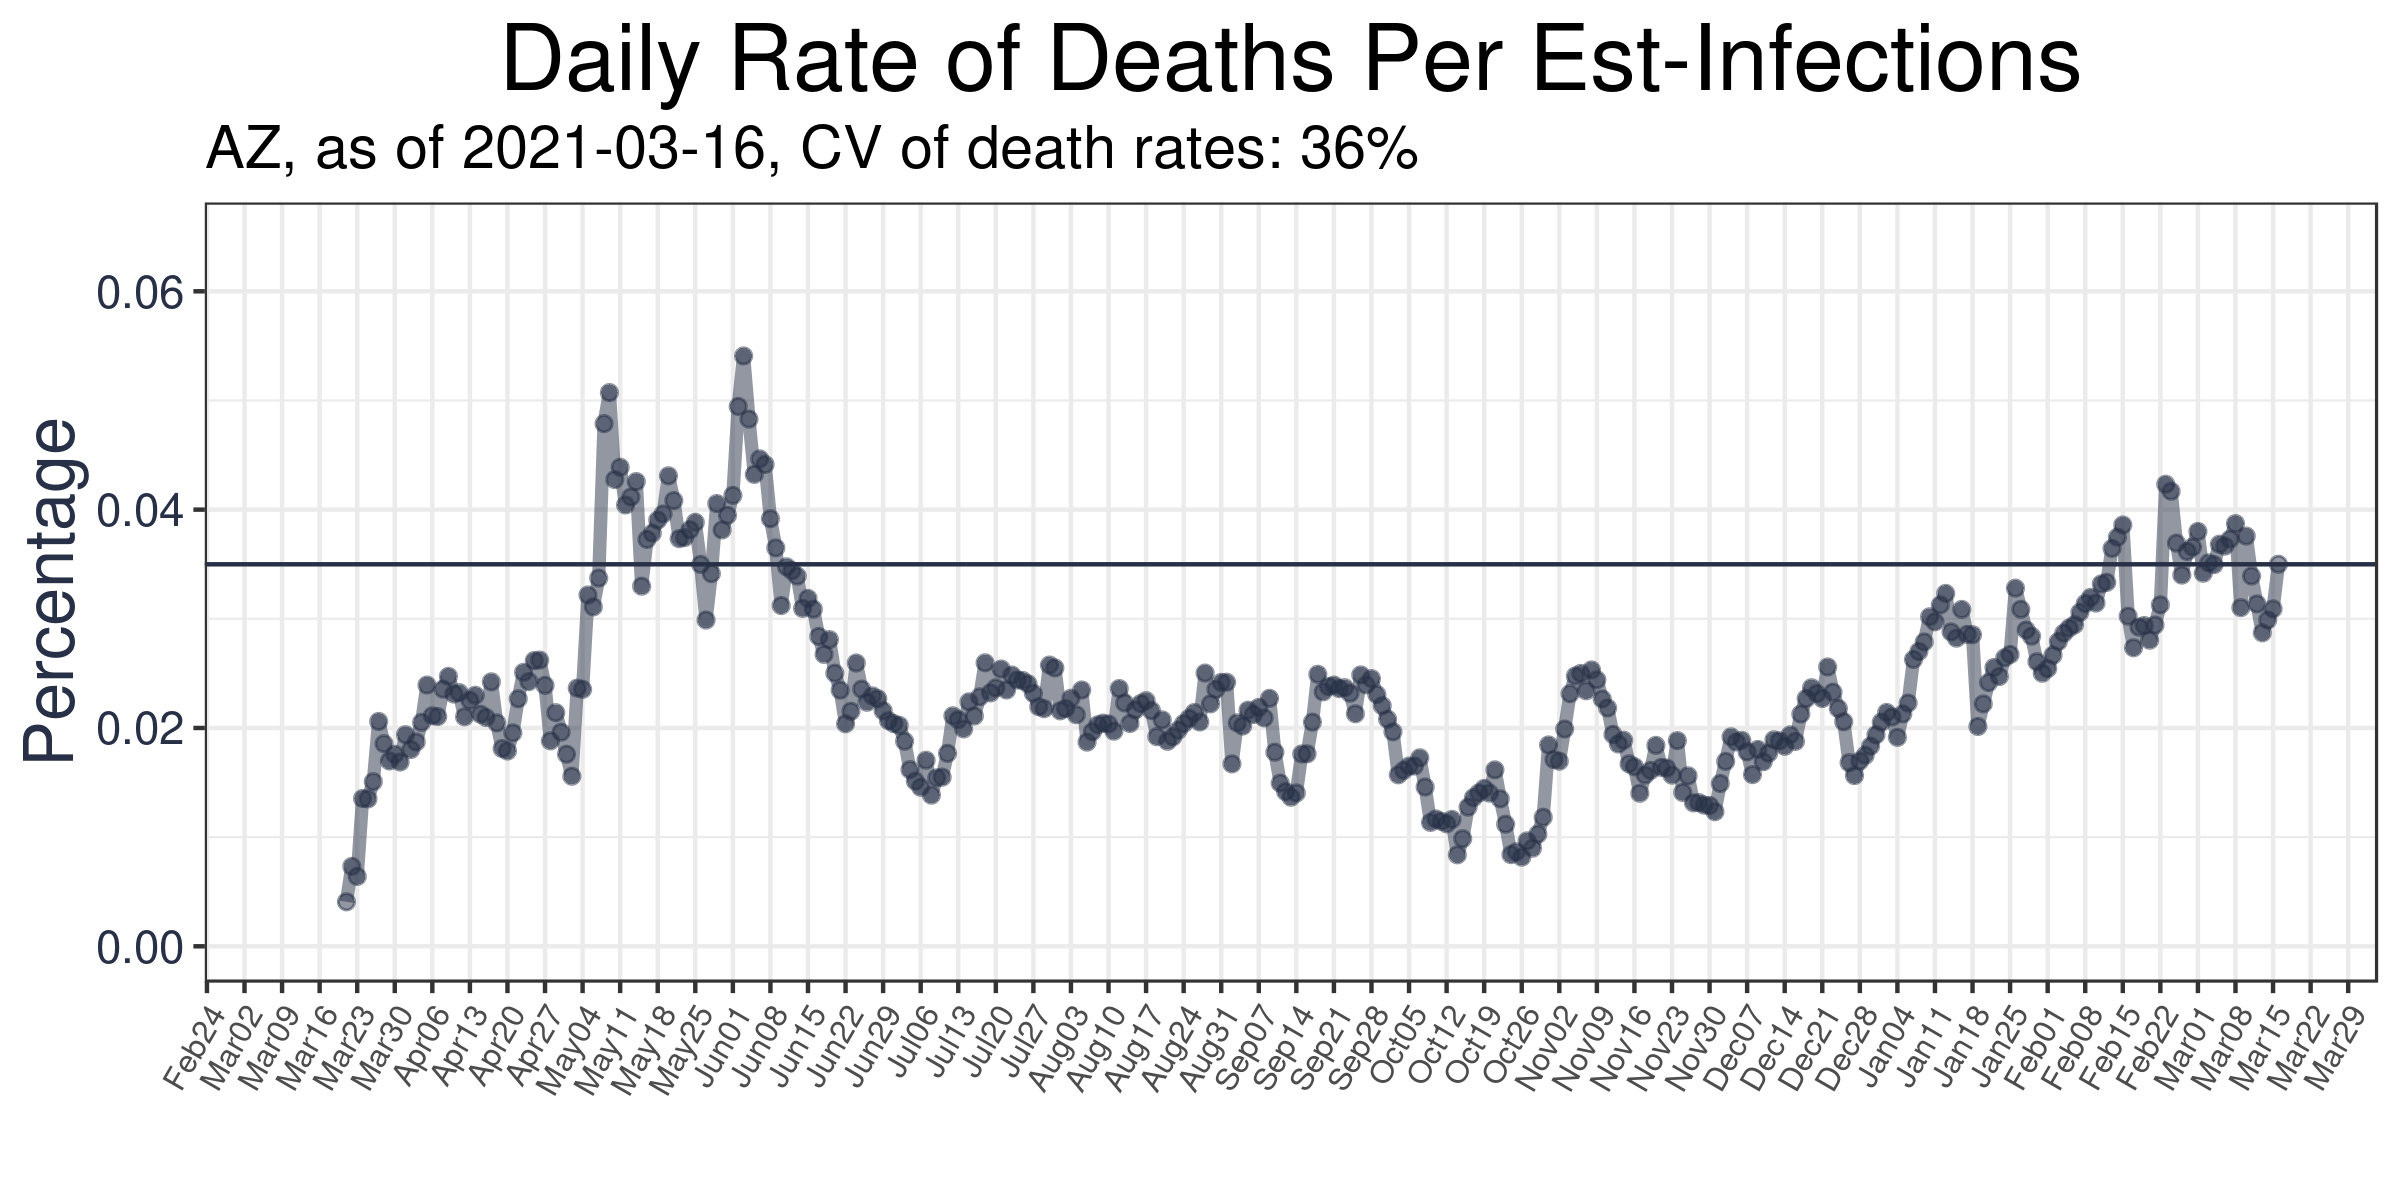 Daily Rate of Deaths Per Est-Infections
AZ, as of 2021-03-16, CV of death rates: 36%
Percentage
0.06
0.04
0.02
0.00
Feb24
Mar02
Mar09
Mar16
Mar23
Mar30
Apr06
Apr13
Apr20
Apr27
May04
May11
May18
May25
Jun01
Jun08
Jun15
Jun22
Jun29
Jul06
Jul13
Jul20
Jul27
Aug03
Aug10
Aug17
Aug24
Aug31
Sep07
Sep14
Sep21
Sep28
Oct05
Oct12
Oct19
Oct26
Nov02
Nov09
Nov16
Nov23
Nov30
Dec07
Dec14
Dec21
Dec28
Jan04
Jan11
Jan18
Jan25
Feb01
Feb08
Feb15
Feb22
Mar01
Mar08
Mar15
Mar22
Mar29